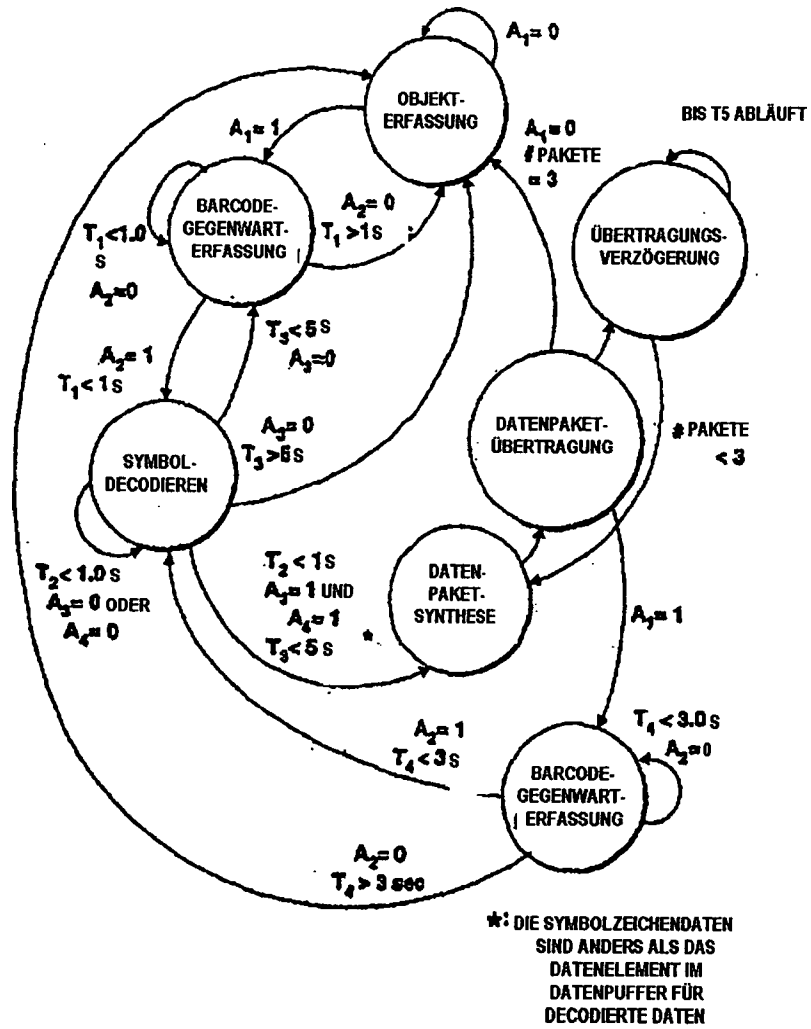 A₁= 0
OBJEKT-
ERFASSUNG
A₁= 1
A₁= 0
# PAKETE
= 3
BIS T5 ABLÄUFT
BARCODE-
GEGENWART-
ERFASSUNG
A₂= 0
T₁ >1 s
ÜBERTRAGUNGS-
VERZÖGERUNG
T₁<1.0
s
A₂=0
T₃<5 s
A₃=0
A₂= 1
T₁< 1 s
A₃= 0
T₃>5 s
DATENPAKET-
ÜBERTRAGUNG
# PAKETE
< 3
SYMBOL-
DECODIEREN
T₂< 1.0 s
A₃= 0 ODER
A₄= 0
T₂ < 1 s
A₃= 1 UND
A₄= 1
T₃<5 s *
DATEN-
PAKET-
SYNTHESE
A₁= 1
A₂= 1
T₄<3 s
T₄ < 3.0 s
A₂=0
BARCODE-
GEGENWART-
ERFASSUNG
A₂=0
T₄ > 3 sec
*: DIE SYMBOLZEICHENDATEN
SIND ANDERS ALS DAS
DATENELEMENT IM
DATENPUFFER FÜR
DECODIERTE DATEN